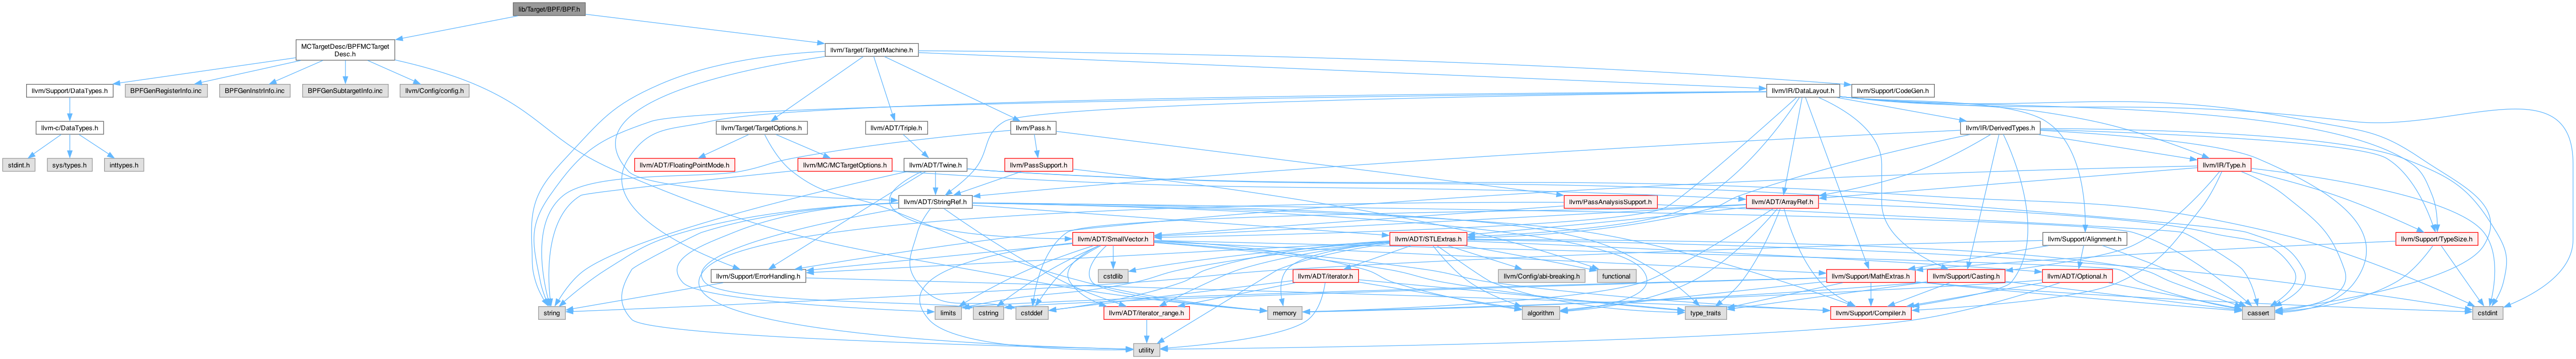 lib/Target/BPF/BPF.h
MCTargetDesc/BPFMCTarget
Desc.h
llvm/Target/TargetMachine.h
llvm/Support/DataTypes.h
BPFGenRegisterInfo.inc
BPFGenInstrInfo.inc
BPFGenSubtargetInfo.inc
llvm/Config/config.h
llvm/IR/DataLayout.h
llvm/Support/CodeGen.h
llvm-c/DataTypes.h
llvm/Target/TargetOptions.h
llvm/ADT/Triple.h
llvm/Pass.h
llvm/IR/DerivedTypes.h
stdint.h
sys/types.h
inttypes.h
llvm/ADT/FloatingPointMode.h
llvm/MC/MCTargetOptions.h
llvm/ADT/Twine.h
llvm/PassSupport.h
llvm/IR/Type.h
llvm/ADT/StringRef.h
llvm/PassAnalysisSupport.h
llvm/ADT/ArrayRef.h
llvm/ADT/SmallVector.h
llvm/ADT/STLExtras.h
llvm/Support/Alignment.h
llvm/Support/TypeSize.h
llvm/Support/ErrorHandling.h
cstdlib
llvm/ADT/iterator.h
llvm/Config/abi-breaking.h
functional
llvm/Support/MathExtras.h
llvm/Support/Casting.h
llvm/ADT/Optional.h
string
limits
cstring
cstddef
llvm/ADT/iterator_range.h
memory
algorithm
type_traits
llvm/Support/Compiler.h
cassert
cstdint
utility